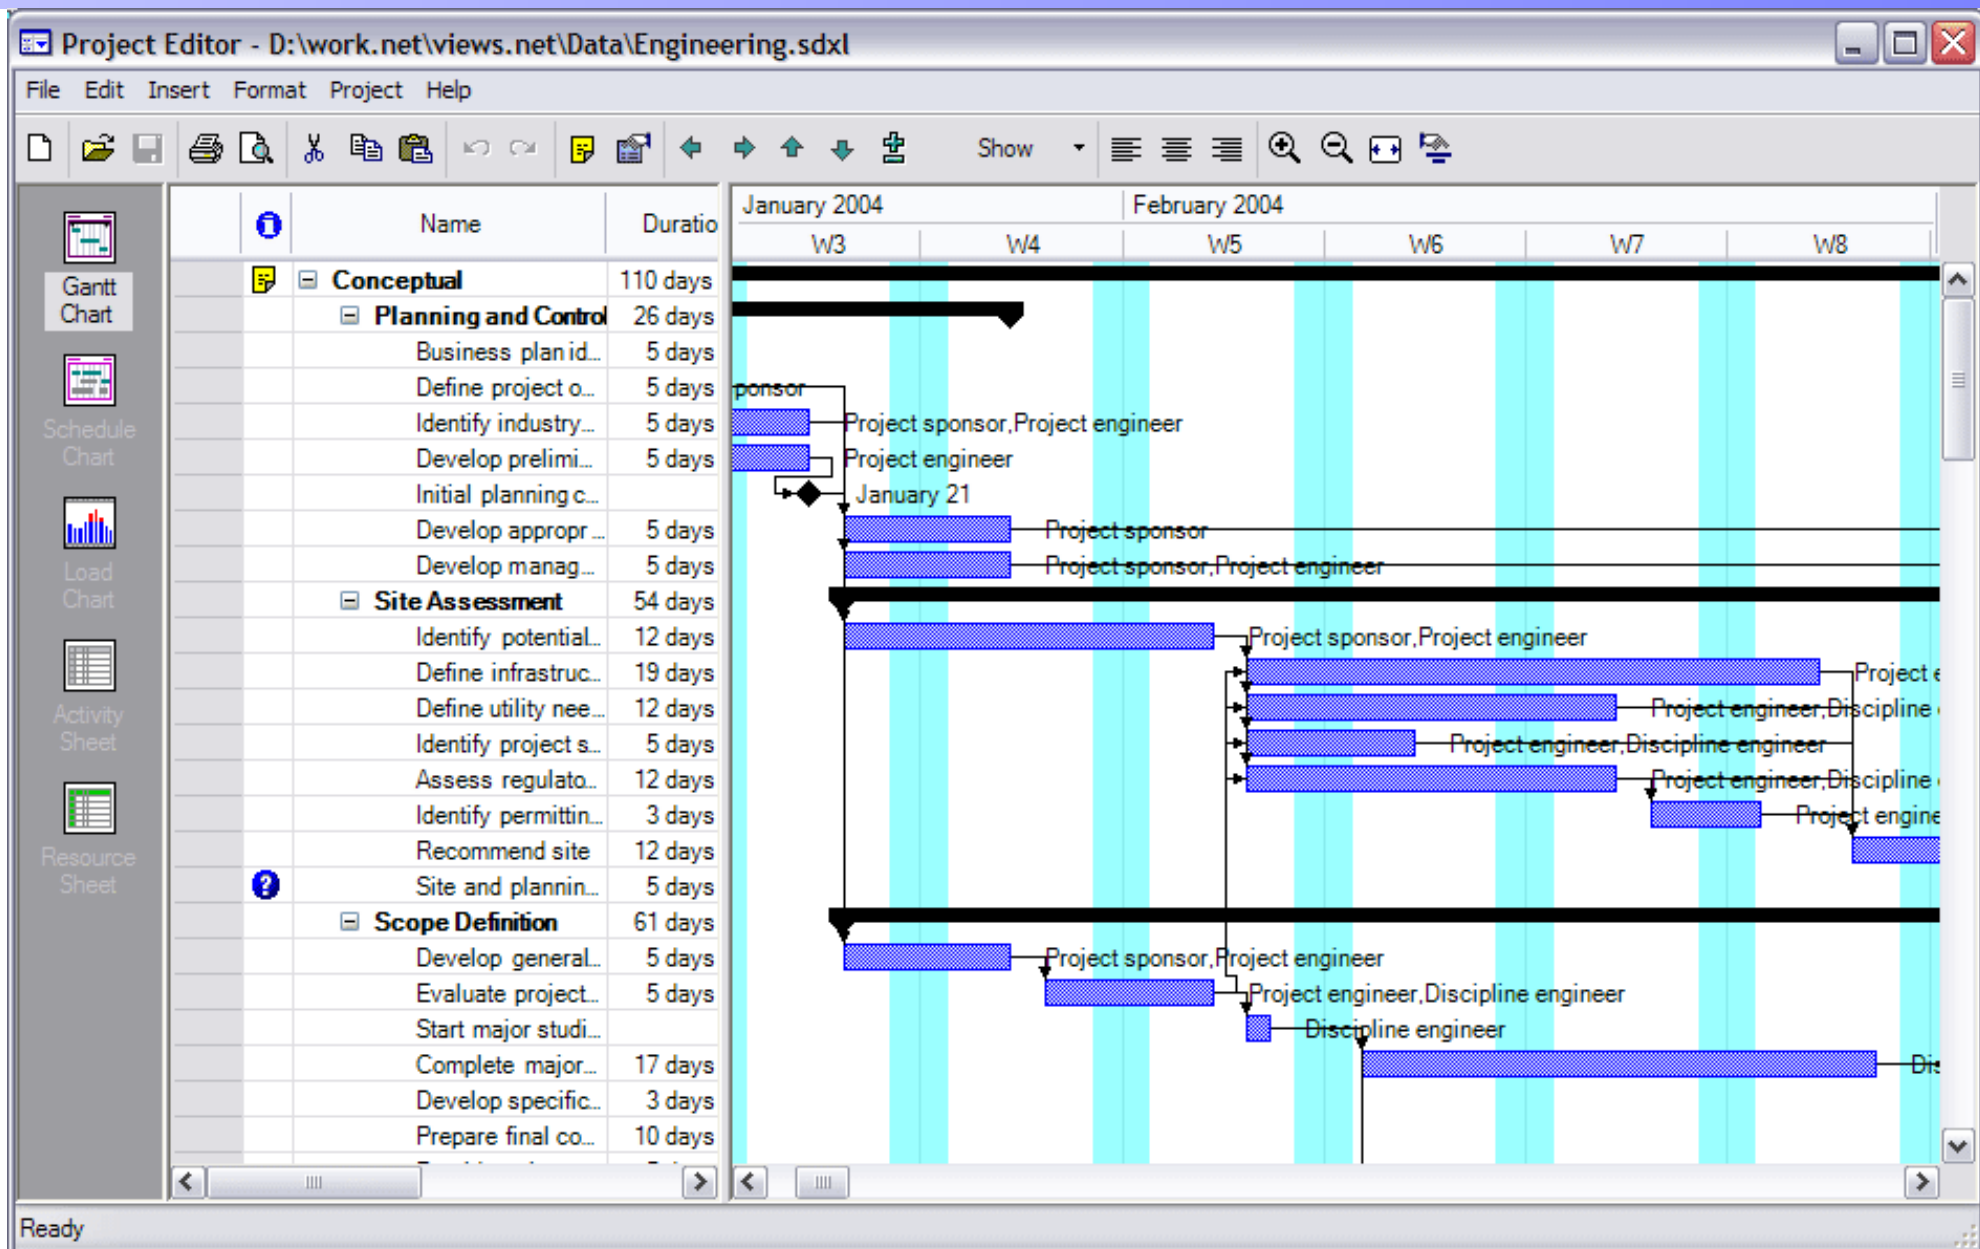 Project Editor - D:\work.net\views.net\Data\Engineering.sdxl
File Edit Insert Format Project Help
Show
Gantt
Chart
Schedule
Chart
Load
Chart
Activity
Sheet
Resource
Sheet
Name Duratio
January 2004 February 2004
W3 W4 W5 W6 W7 W8
Conceptual 110 days
Planning and Control 26 days
Business plan id... 5 days
Define project o... 5 days ponsor
Identify industry... 5 days Project sponsor,Project engineer
Develop prelimi... 5 days Project engineer
Initial planning c... January 21
Develop appropr... 5 days Project sponsor
Develop manag... 5 days Project sponsor,Project engineer
Site Assessment 54 days
Identify potential... 12 days Project sponsor,Project engineer
Define infrastruc... 19 days Project e
Define utility nee... 12 days Project engineer,Discipline
Identify project s... 5 days Project engineer,Discipline engineer
Assess regulato... 12 days Project engineer,Discipline
Identify permittin... 3 days Project engine
Recommend site 12 days
Site and plannin... 5 days
Scope Definition 61 days
Develop general... 5 days Project sponsor,Project engineer
Evaluate project... 5 days Project engineer,Discipline engineer
Start major studi... Discipline engineer
Complete major... 17 days Dis
Develop specific... 3 days
Prepare final co... 10 days
Ready